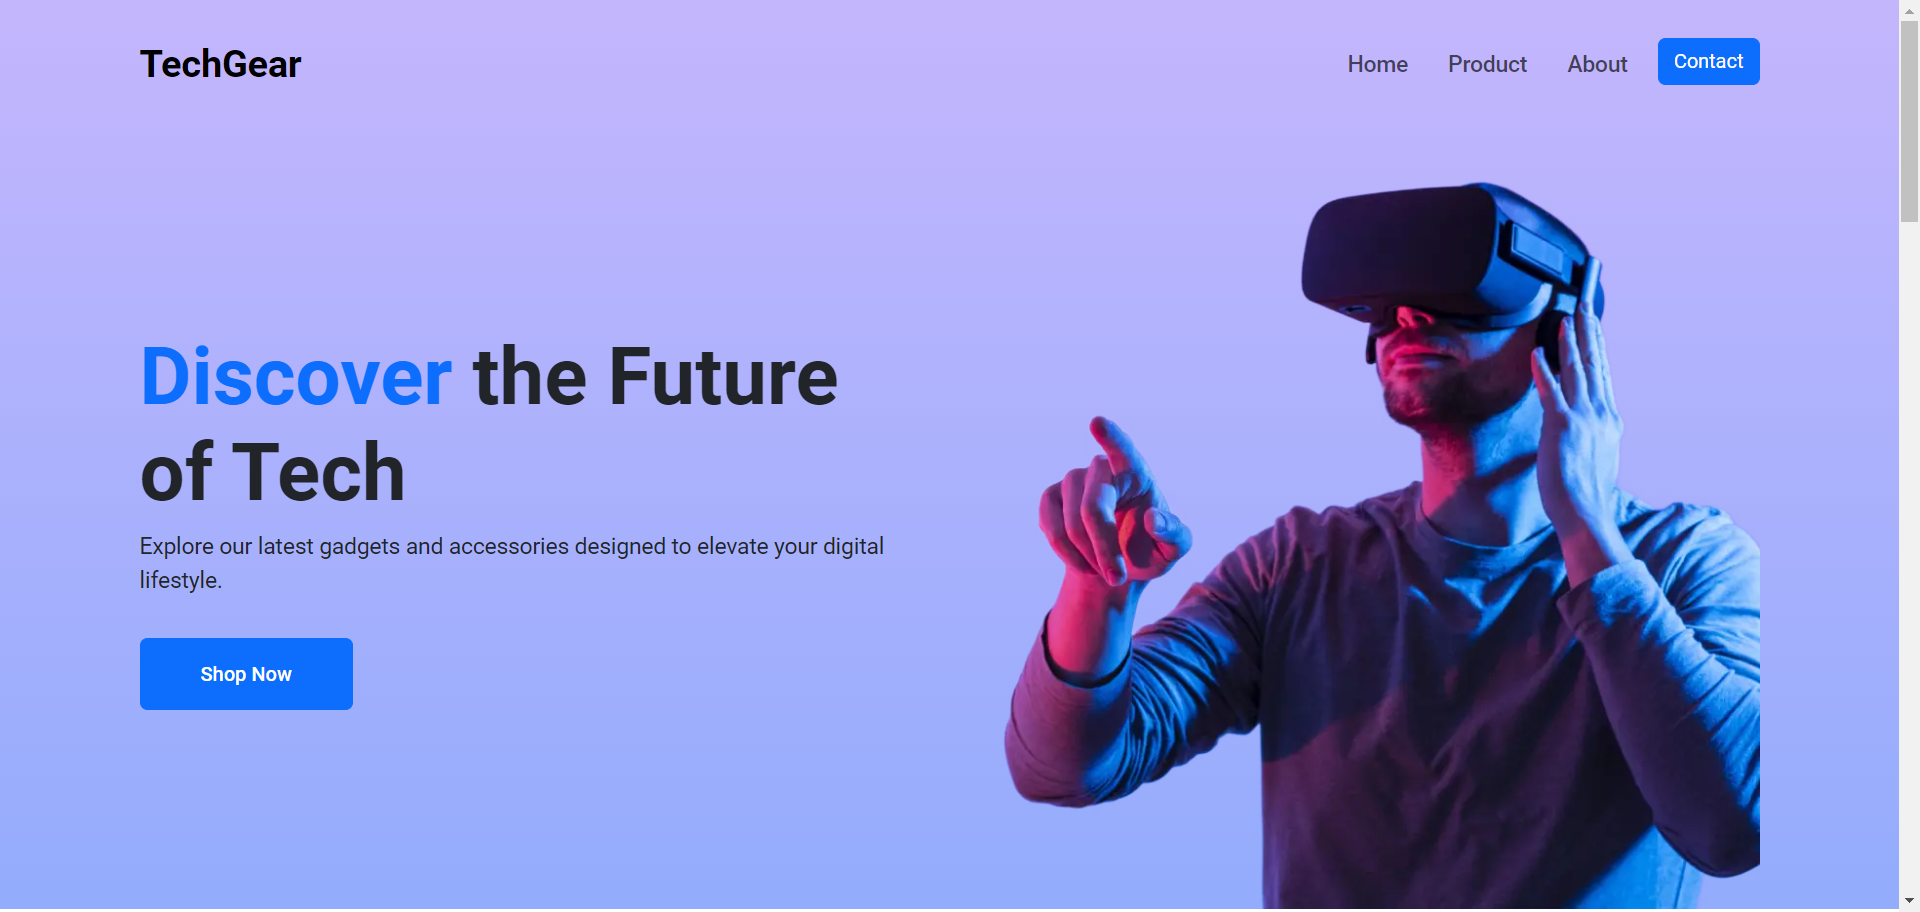 TechGear
Home
Product
About
Contact
Discover the Future
of Tech
Explore our latest gadgets and accessories designed to elevate your digital
lifestyle.
Shop Now